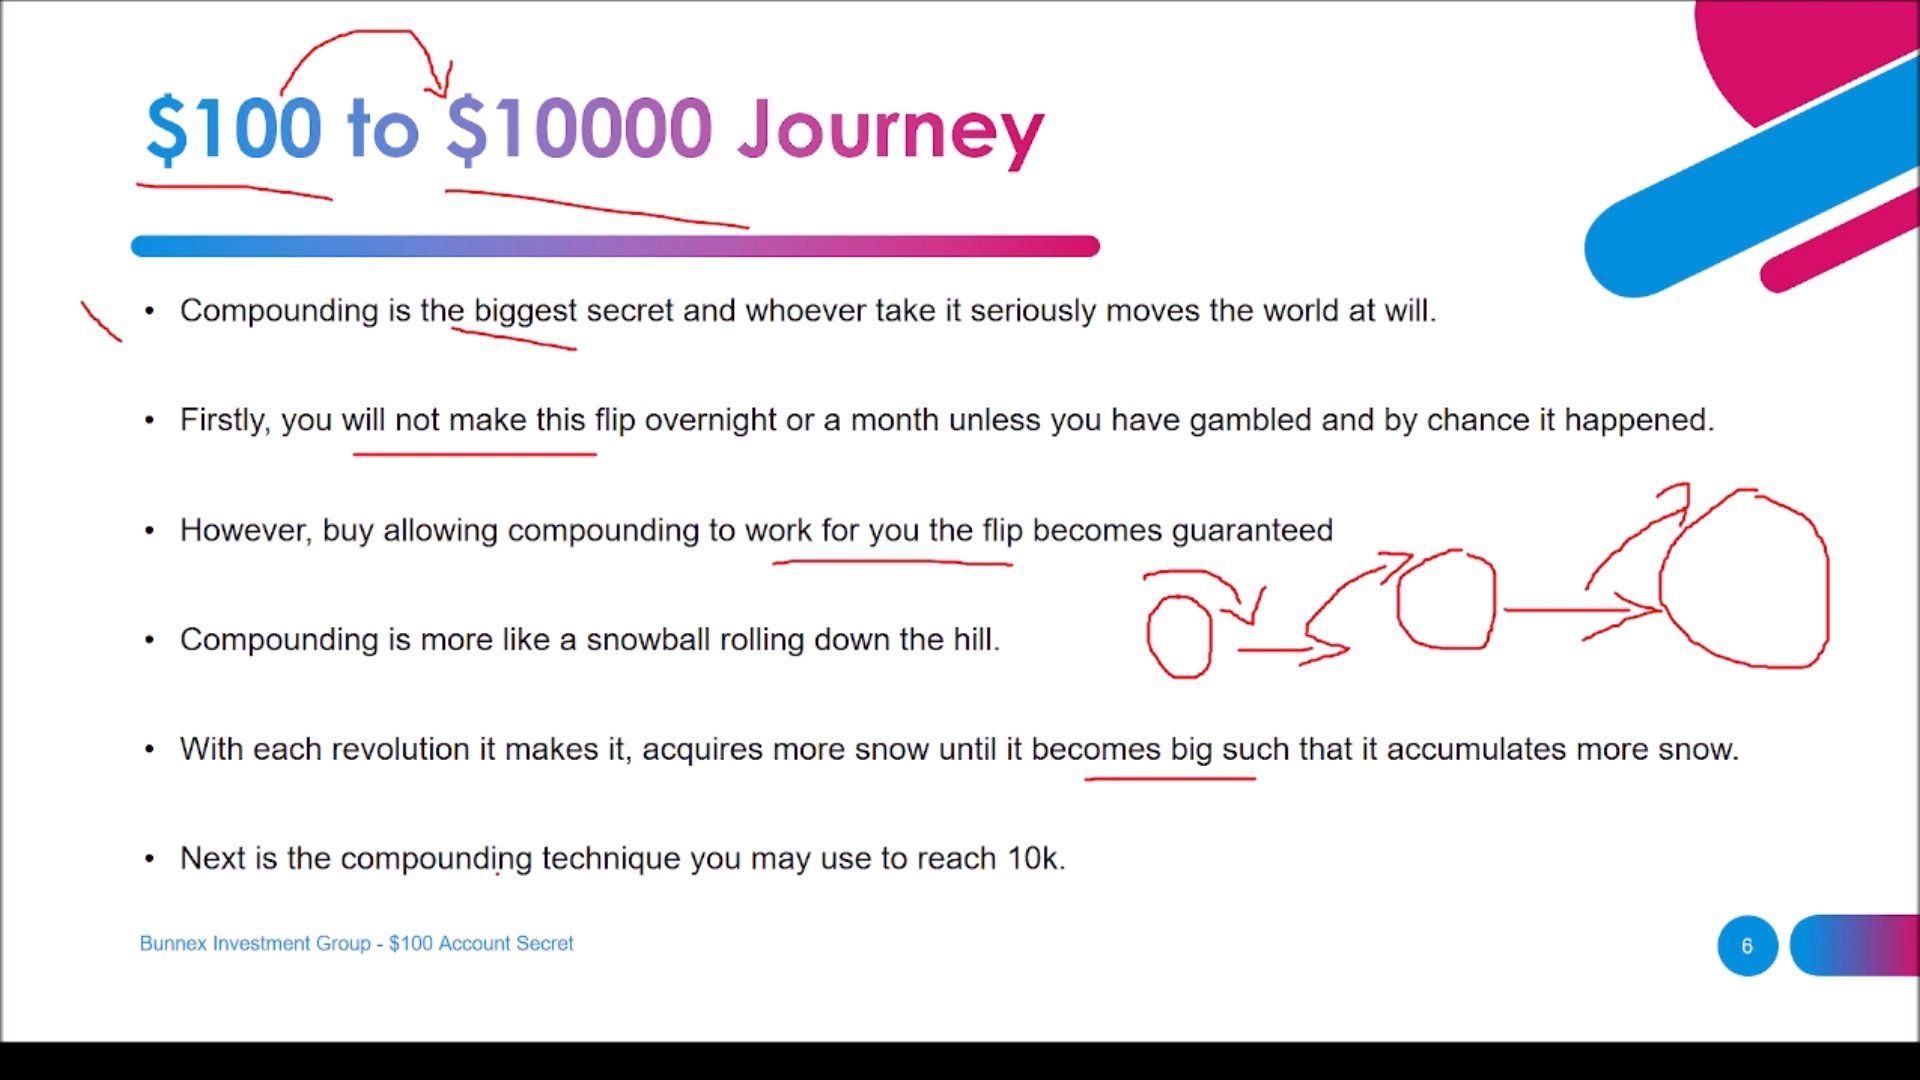 $100 to $10000 Journey
• Compounding is the biggest secret and whoever take it seriously moves the world at will.
• Firstly, you will not make this flip overnight or a month unless you have gambled and by chance it happened.
• However, buy allowing compounding to work for you the flip becomes guaranteed
• Compounding is more like a snowball rolling down the hill.
• With each revolution it makes it, acquires more snow until it becomes big such that it accumulates more snow.
• Next is the compounding technique you may use to reach 10k.
Bunnex Investment Group - $100 Account Secret
6